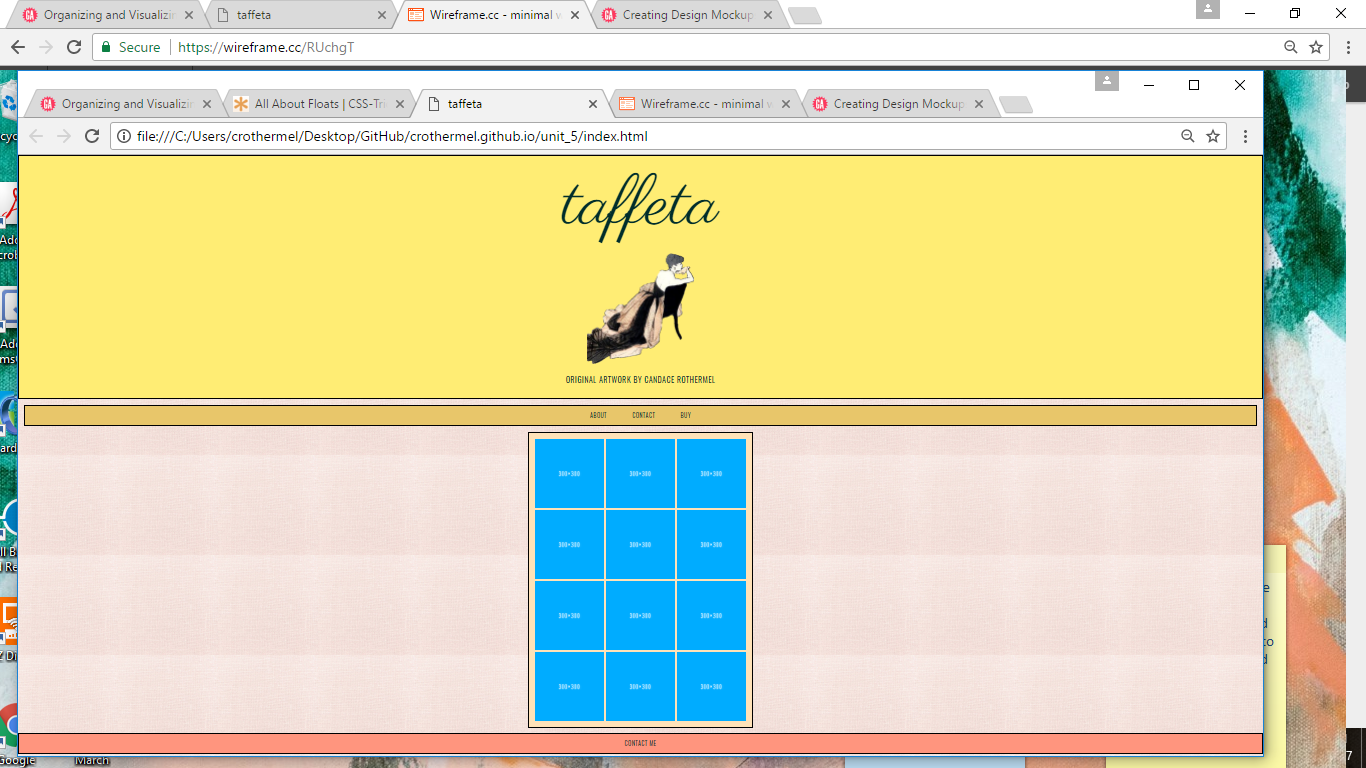 Organizing and Visualizin
taffeta
Wireframe.cc - minimal w
Creating Design Mockup
Secure
https://wireframe.cc/RUchgT
Organizing and Visualizin
All About Floats | CSS-Tri
taffeta
Wireframe.cc - minimal w
Creating Design Mockup
file:///C:/Users/crothermel/Desktop/GitHub/crothermel.github.io/unit_5/index.html
taffeta
ORIGINAL ARTWORK BY CANDACE ROTHERMEL
ABOUT CONTACT BUY
300×300 300×300 300×300
300×300 300×300 300×300
300×300 300×300 300×300
300×300 300×300 300×300
CONTACT ME
Google
March